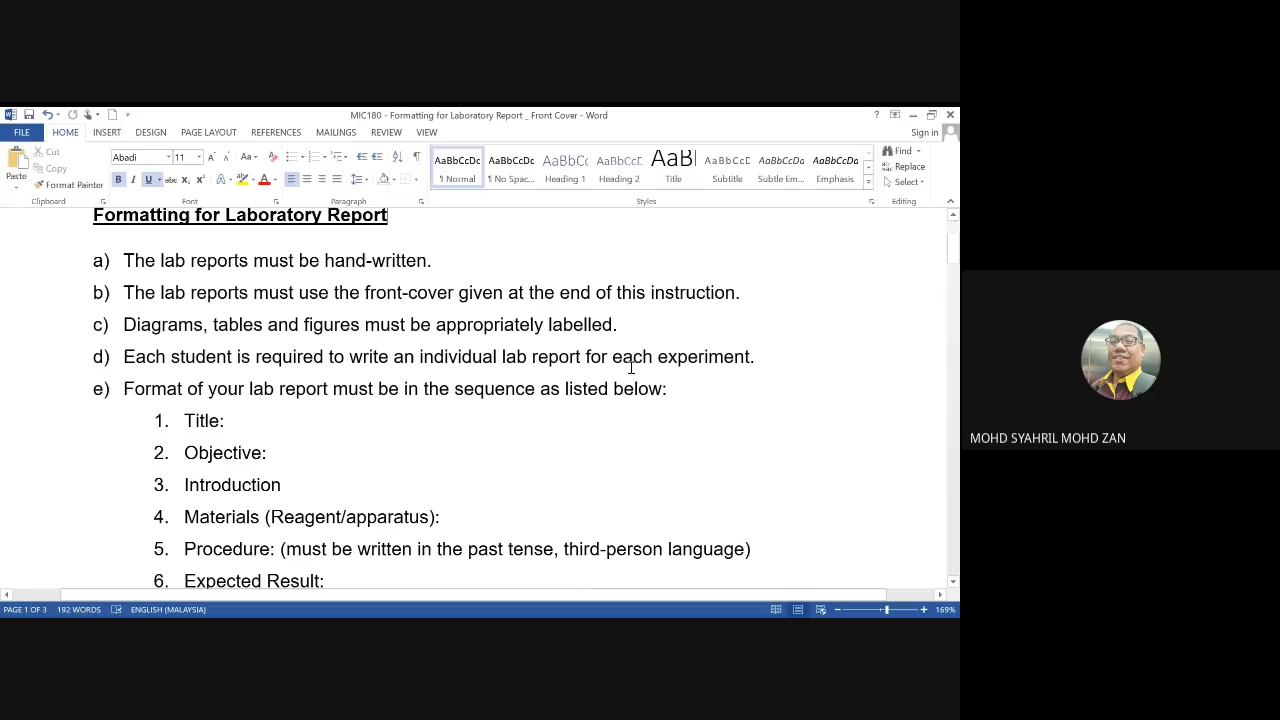 MIC180 - Formatting for Laboratory Report _ Front Cover - Word
Sign in
FILE HOME INSERT DESIGN PAGE LAYOUT REFERENCES MAILINGS REVIEW VIEW
Paste
Cut
Copy
Format Painter
Abadi 11
B I U abc x₂ x²
AaBbCcDc AaBbCcDc AaBbCc AaBbCcC AaBl AaBbCcC AaBbCcDa AaBbCcDa
¶ Normal ¶ No Spac... Heading 1 Heading 2 Title Subtitle Subtle Em... Emphasis
Find
Replace
Select
Clipboard Font Paragraph Styles Editing
Formatting for Laboratory Report
a) The lab reports must be hand-written.
b) The lab reports must use the front-cover given at the end of this instruction.
c) Diagrams, tables and figures must be appropriately labelled.
d) Each student is required to write an individual lab report for each experiment.
e) Format of your lab report must be in the sequence as listed below:
1. Title:
2. Objective:
3. Introduction
4. Materials (Reagent/apparatus):
5. Procedure: (must be written in the past tense, third-person language)
6. Expected Result:
PAGE 1 OF 3 192 WORDS ENGLISH (MALAYSIA) 169%
MOHD SYAHRIL MOHD ZAN